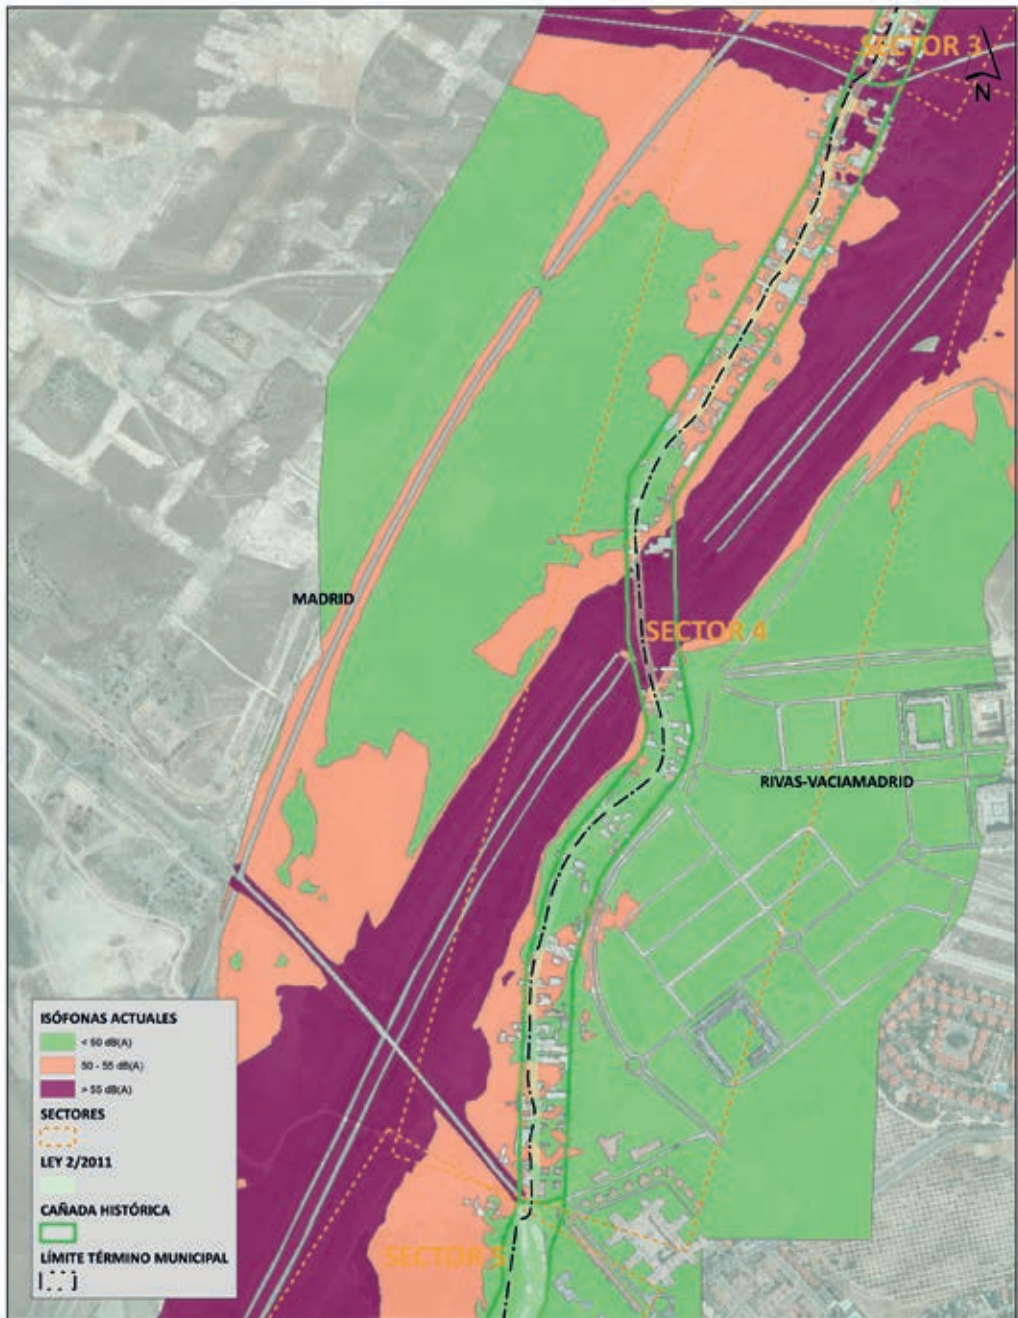 SECTOR 3
N
MADRID
SECTOR 4
RIVAS-VACIAMADRID
ISÓFONAS ACTUALES
< 50 dB(A)
50 - 55 dB(A)
> 55 dB(A)
SECTORES
LEY 2/2011
CAÑADA HISTÓRICA
LÍMITE TÉRMINO MUNICIPAL
SECTOR 5